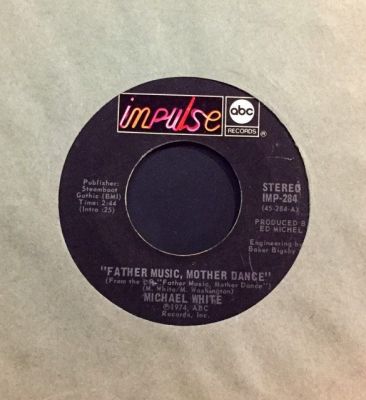 impulse
abc
RECORDS ®
Publisher:
Steamboat
Gothic (BMI)
Time: 2:44
(Intro :25)
STEREO
IMP-284
(45-284-A)
PRODUCED BY
ED MICHEL
Engineering by
Baker Bigsby
"FATHER MUSIC, MOTHER DANCE"
(From the LP "Father Music, Mother Dance")
(M. White/M. Washington)
MICHAEL WHITE
℗1974, ABC
Records, Inc.